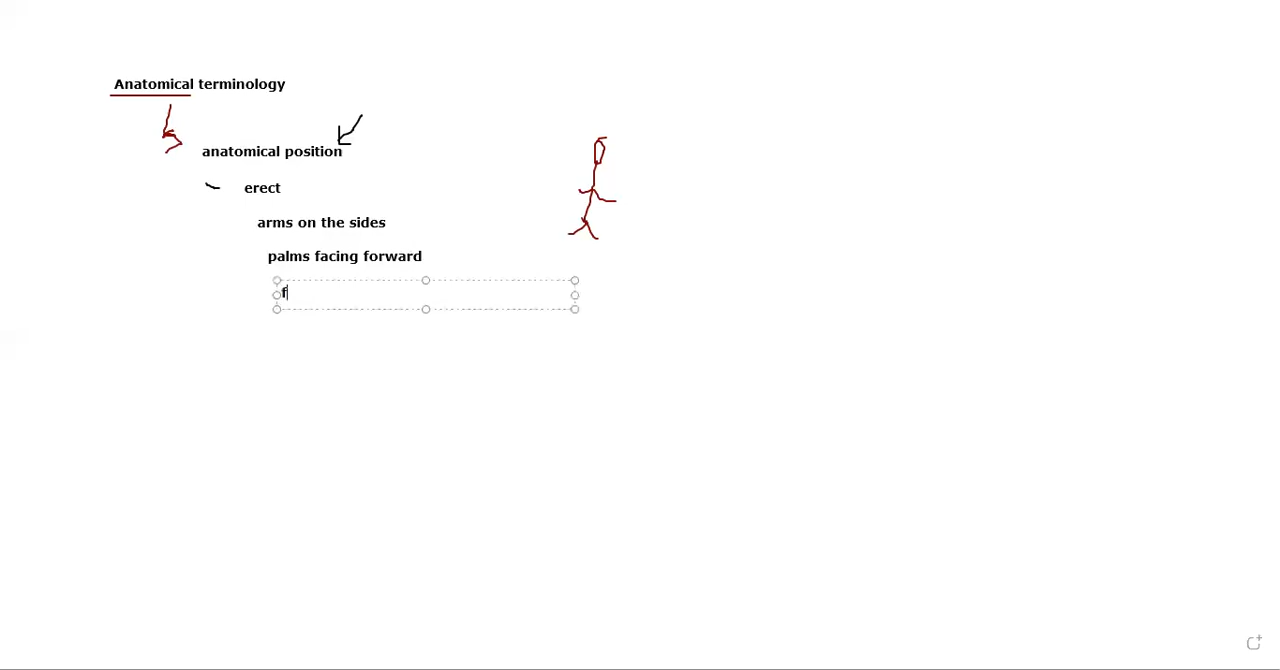 Anatomical terminology
anatomical position
erect
arms on the sides
palms facing forward
f